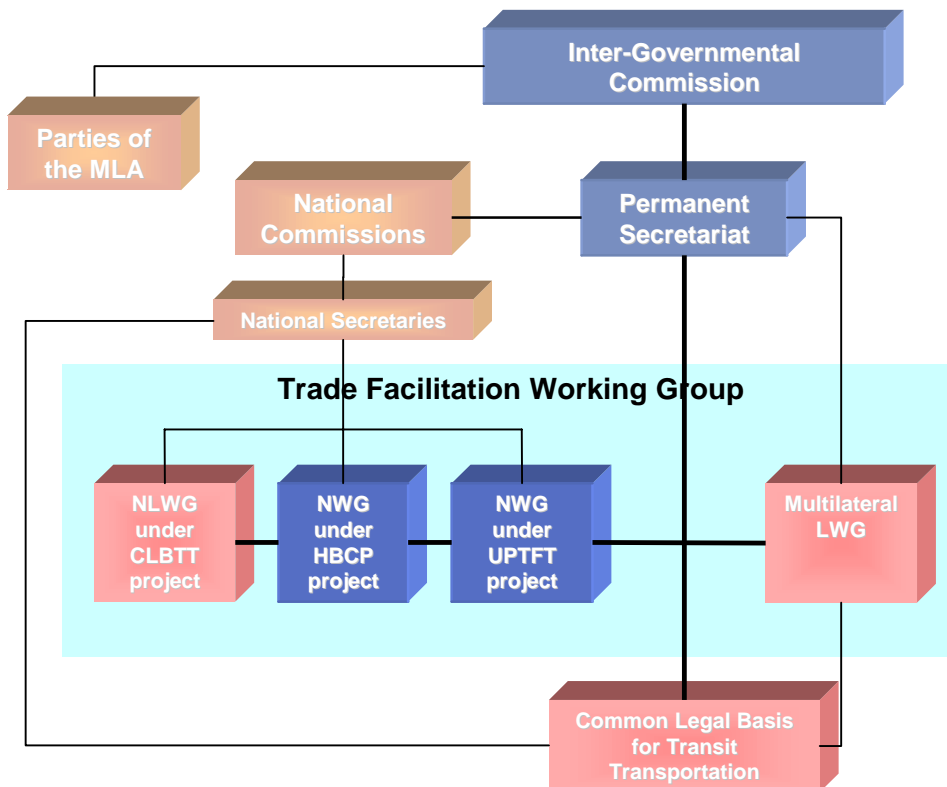 Inter-Governmental
Commission
Parties of
the MLA
National
Commissions
Permanent
Secretariat
National Secretaries
Trade Facilitation Working Group
NLWG
under
CLBTT
project
NWG
under
HBCP
project
NWG
under
UPTFT
project
Multilateral
LWG
Common Legal Basis
for Transit
Transportation